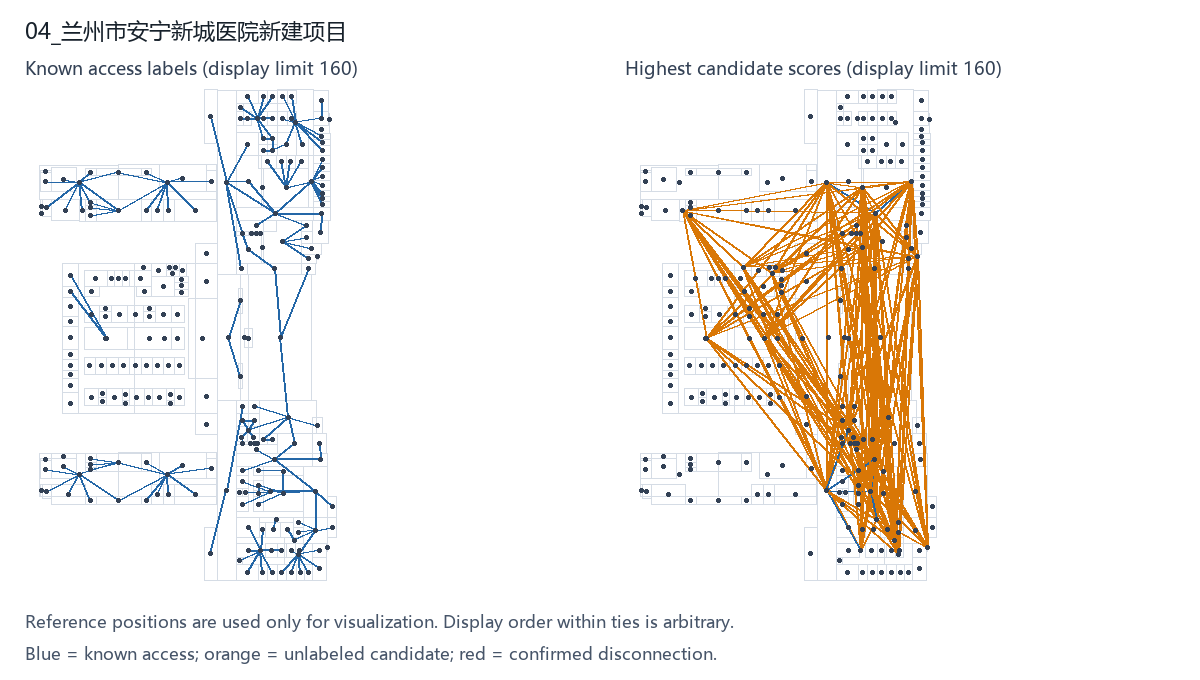 04_兰州市安宁新城医院新建项目
Known access labels (display limit 160)
Highest candidate scores (display limit 160)
Reference positions are used only for visualization. Display order within ties is arbitrary.
Blue = known access; orange = unlabeled candidate; red = confirmed disconnection.